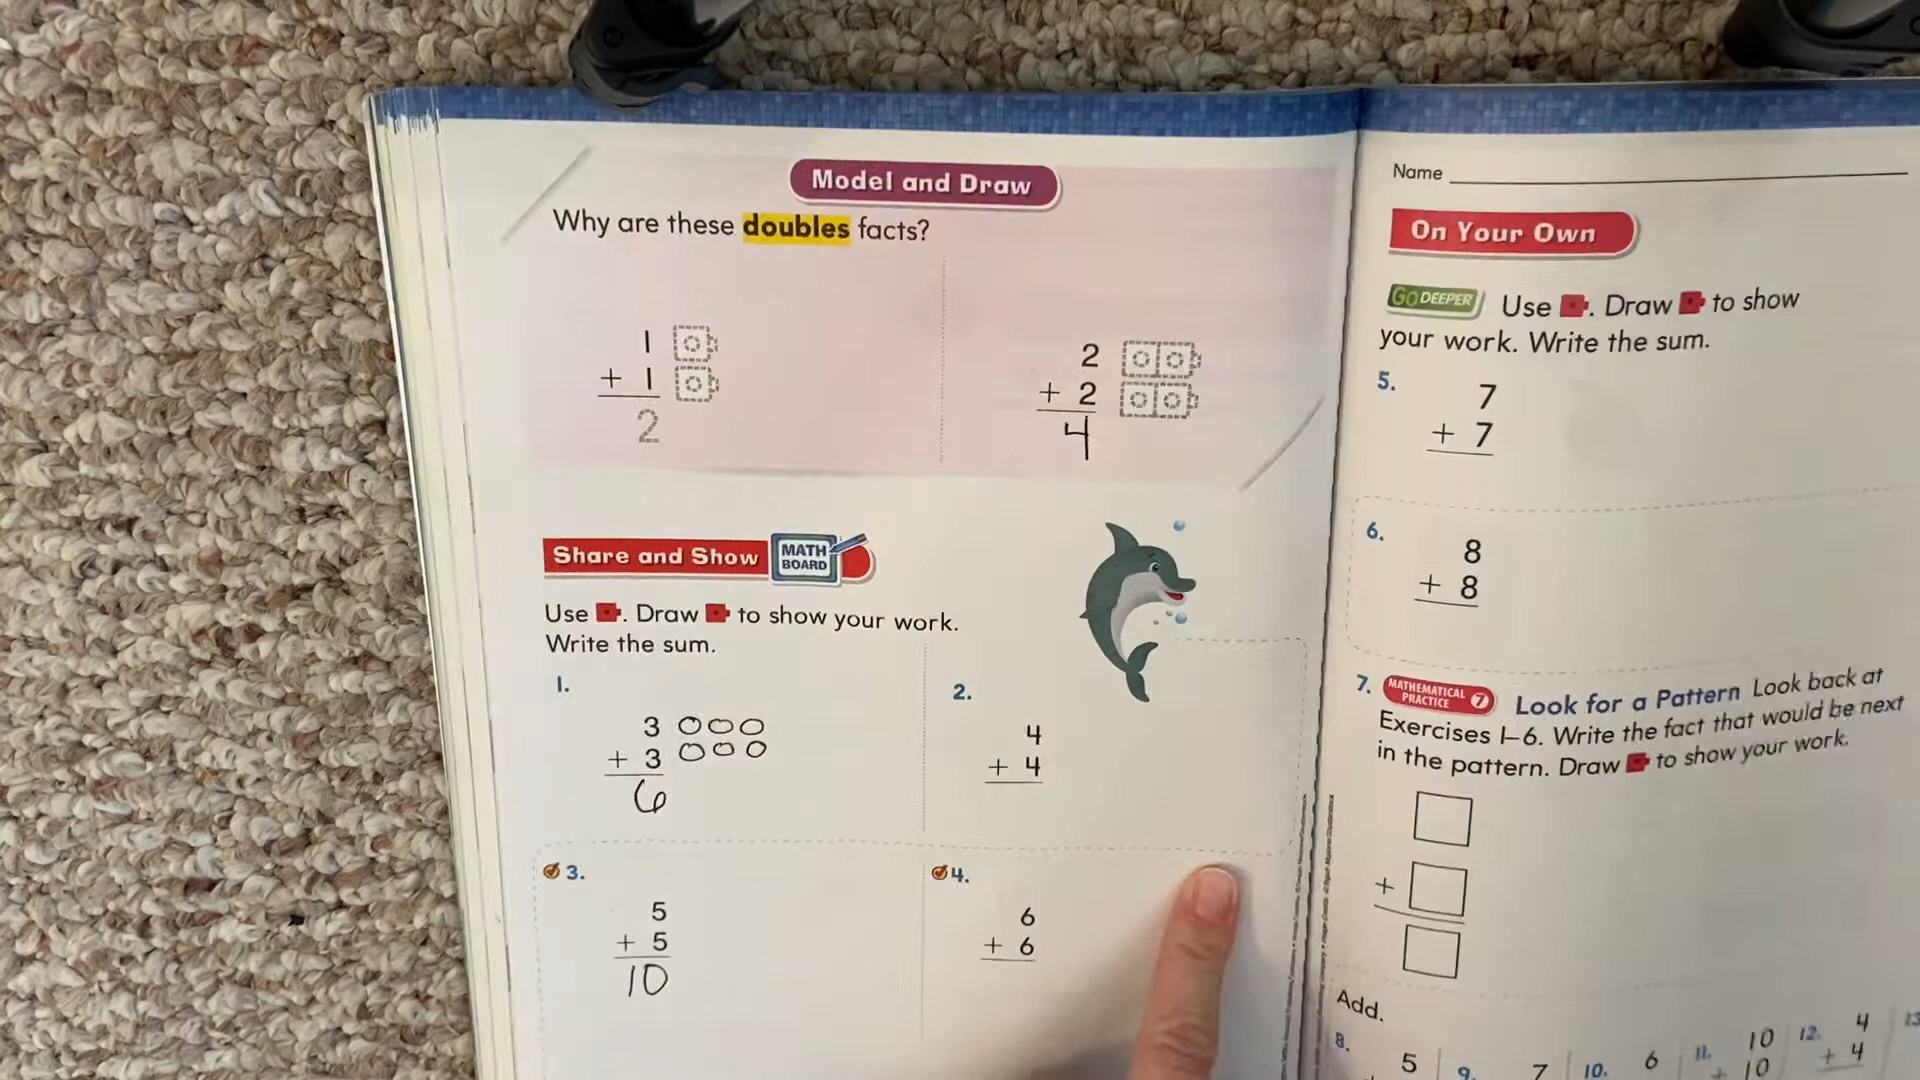 Model and Draw
Why are these doubles facts?
1
+ 1
2
2
+ 2
4
Share and Show MATH BOARD
Use . Draw to show your work.
Write the sum.
1.
3
+ 3
6
2.
4
+ 4
3.
5
+ 5
10
4.
6
+ 6
Name
On Your Own
GO DEEPER Use . Draw to show
your work. Write the sum.
5.
7
+ 7
6.
8
+ 8
7. MATHEMATICAL PRACTICE 7 Look for a Pattern Look back at
Exercises 1–6. Write the fact that would be next
in the pattern. Draw to show your work.
+
Add.
8. 5
9. 7
10. 6
11. 10
+ 10
12. 4
+ 4
13